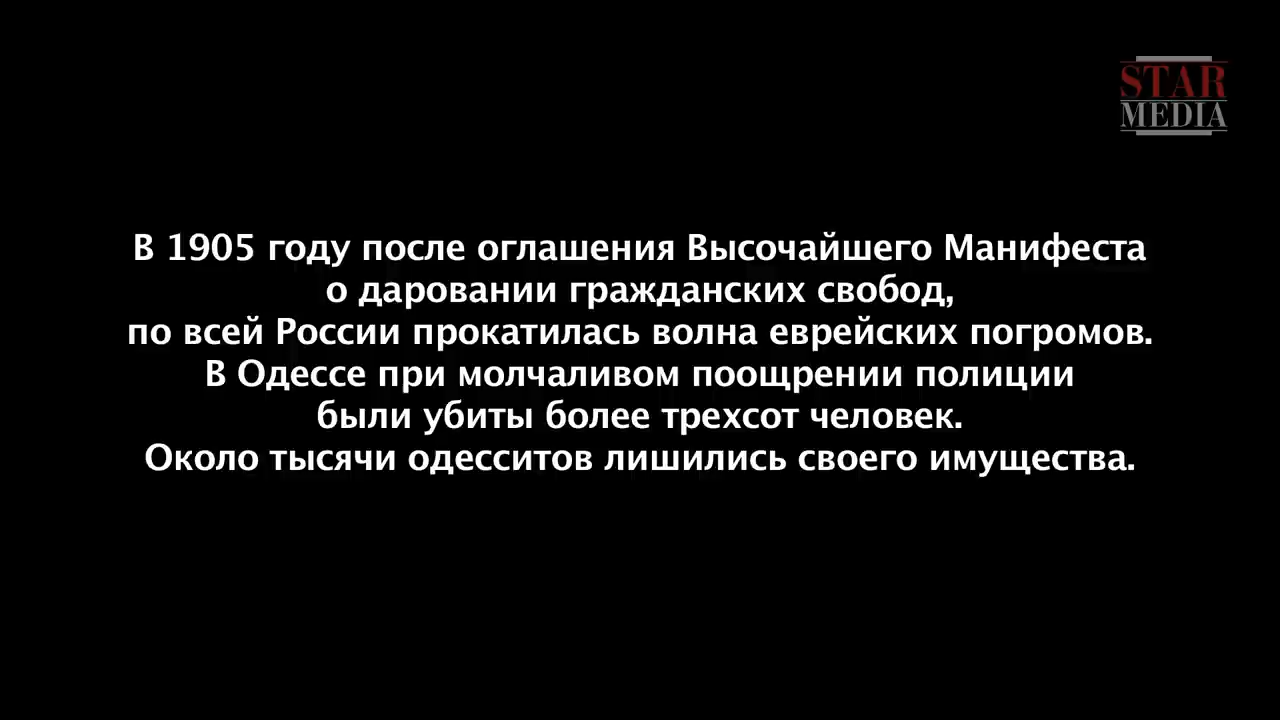 STAR
MEDIA
В 1905 году после оглашения Высочайшего Манифеста
о даровании гражданских свобод,
по всей России прокатилась волна еврейских погромов.
В Одессе при молчаливом поощрении полиции
были убиты более трехсот человек.
Около тысячи одесситов лишились своего имущества.